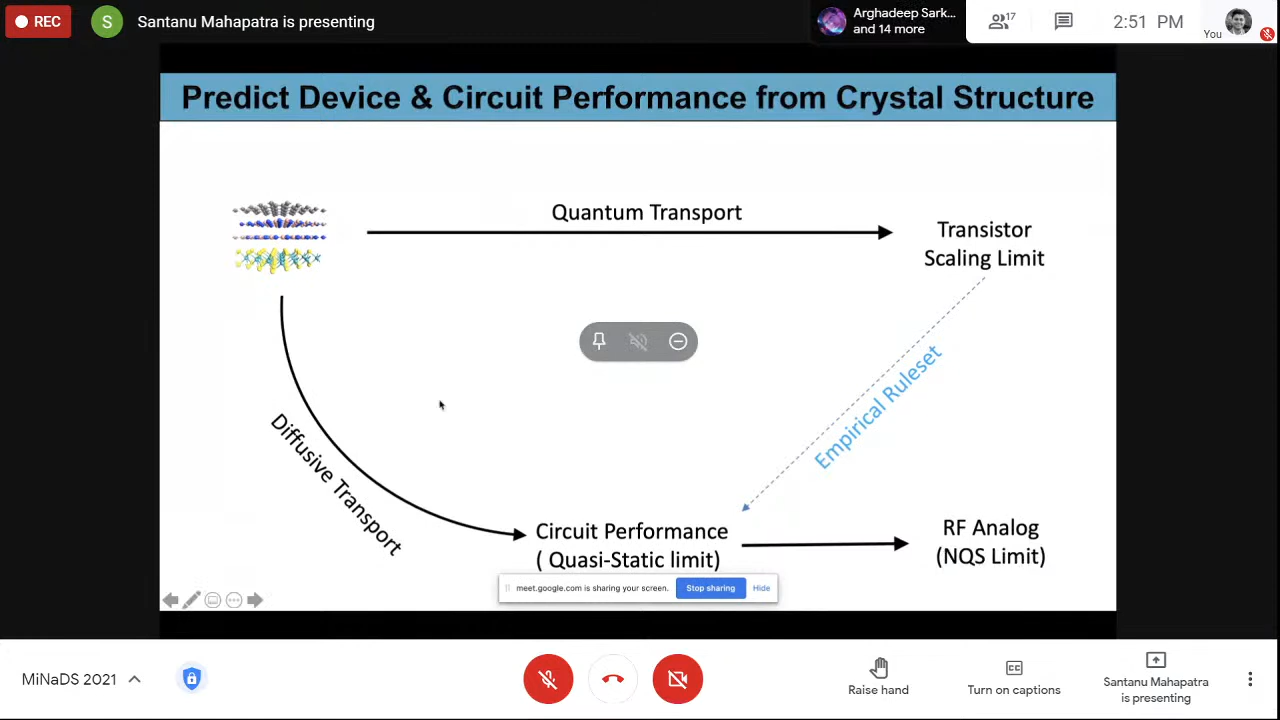 REC
S
Santanu Mahapatra is presenting
Arghadeep Sark...
and 14 more
17
2:51 PM
You
Predict Device & Circuit Performance from Crystal Structure
Quantum Transport
Transistor
Scaling Limit
Empirical Ruleset
Diffusive Transport
Circuit Performance
( Quasi-Static limit)
RF Analog
(NQS Limit)
meet.google.com is sharing your screen.
Stop sharing
Hide
MiNaDS 2021
Raise hand
CC
Turn on captions
Santanu Mahapatra
is presenting